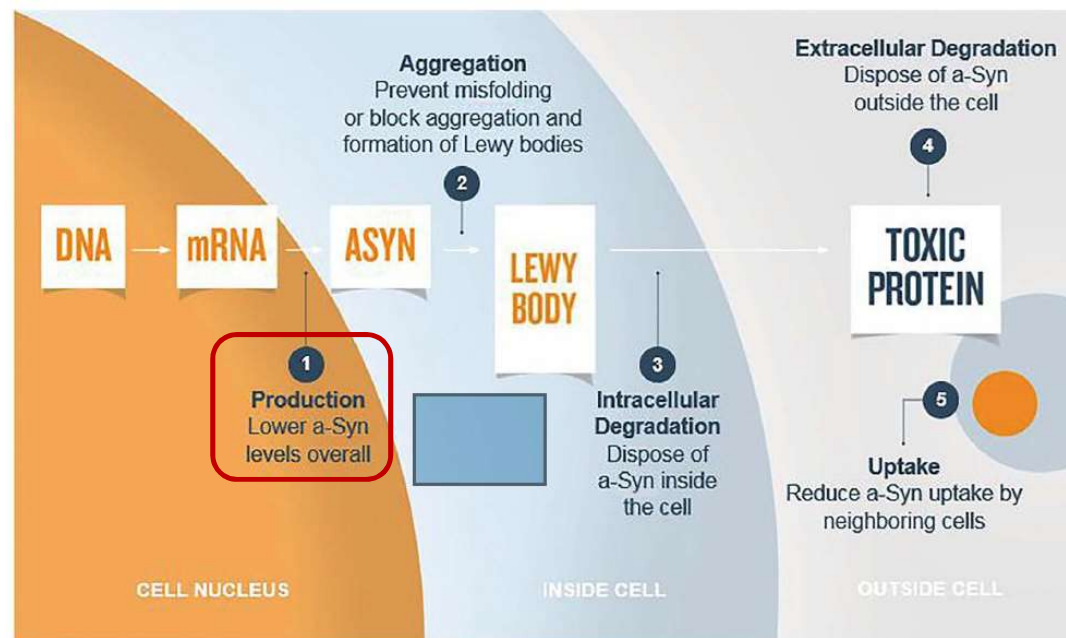 Aggregation
Prevent misfolding
or block aggregation and
formation of Lewy bodies
2
Extracellular Degradation
Dispose of a-Syn
outside the cell
4
DNA
mRNA
ASYN
LEWY
BODY
TOXIC
PROTEIN
1
Production
Lower a-Syn
levels overall
3
Intracellular
Degradation
Dispose of
a-Syn inside
the cell
5
Uptake
Reduce a-Syn uptake by
neighboring cells
CELL NUCLEUS
INSIDE CELL
OUTSIDE CELL